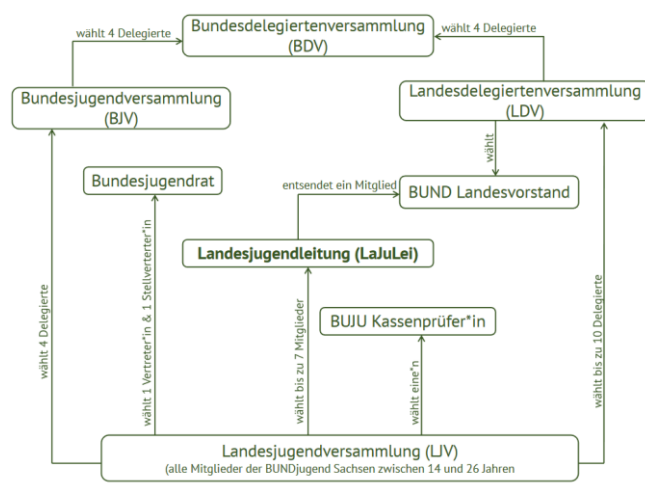 wählt 4 Delegierte
Bundesdelegiertenversammlung
(BDV)
wählt 4 Delegierte
Bundesjugendversammlung
(BJV)
Landesdelegiertenversammlung
(LDV)
wählt
Bundesjugendrat
entsendet ein Mitglied
BUND Landesvorstand
Landesjugendleitung (LaJuLei)
BUJU Kassenprüfer*in
wählt 4 Delegierte
wählt 1 Vertreter*in & 1 Stellverterter*in
wählt bis zu 7 Mitglieder
wählt eine*n
wählt bis zu 10 Delegierte
Landesjugendversammlung (LJV)
(alle Mitglieder der BUNDjugend Sachsen zwischen 14 und 26 Jahren